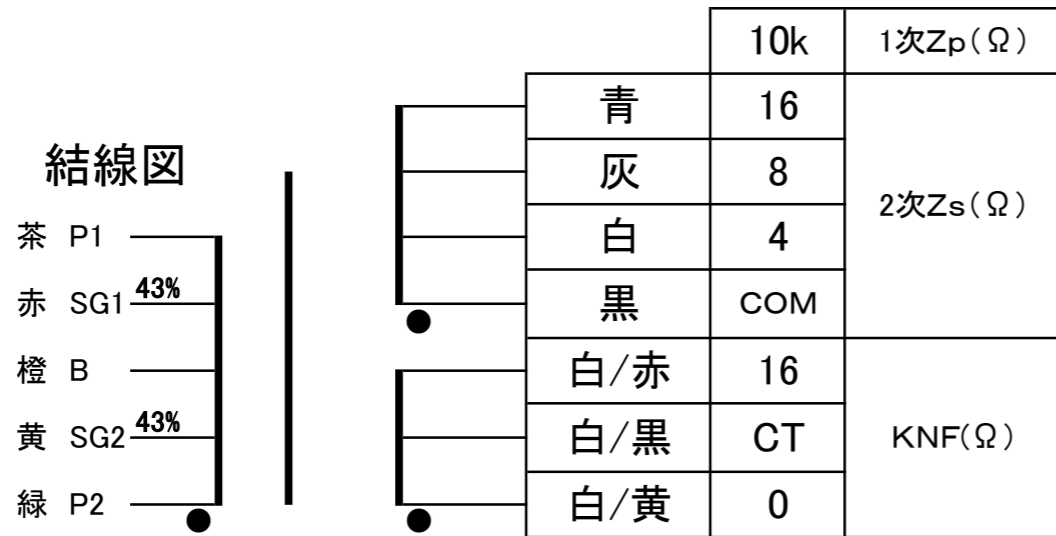 結線図
茶 P1
赤 SG1 43%
橙 B
黄 SG2 43%
緑 P2
10k 1次Zp(Ω)
青 16
灰 8
白 4
黒 COM
2次Zs(Ω)
白/赤 16
白/黒 CT
白/黄 0
KNF(Ω)